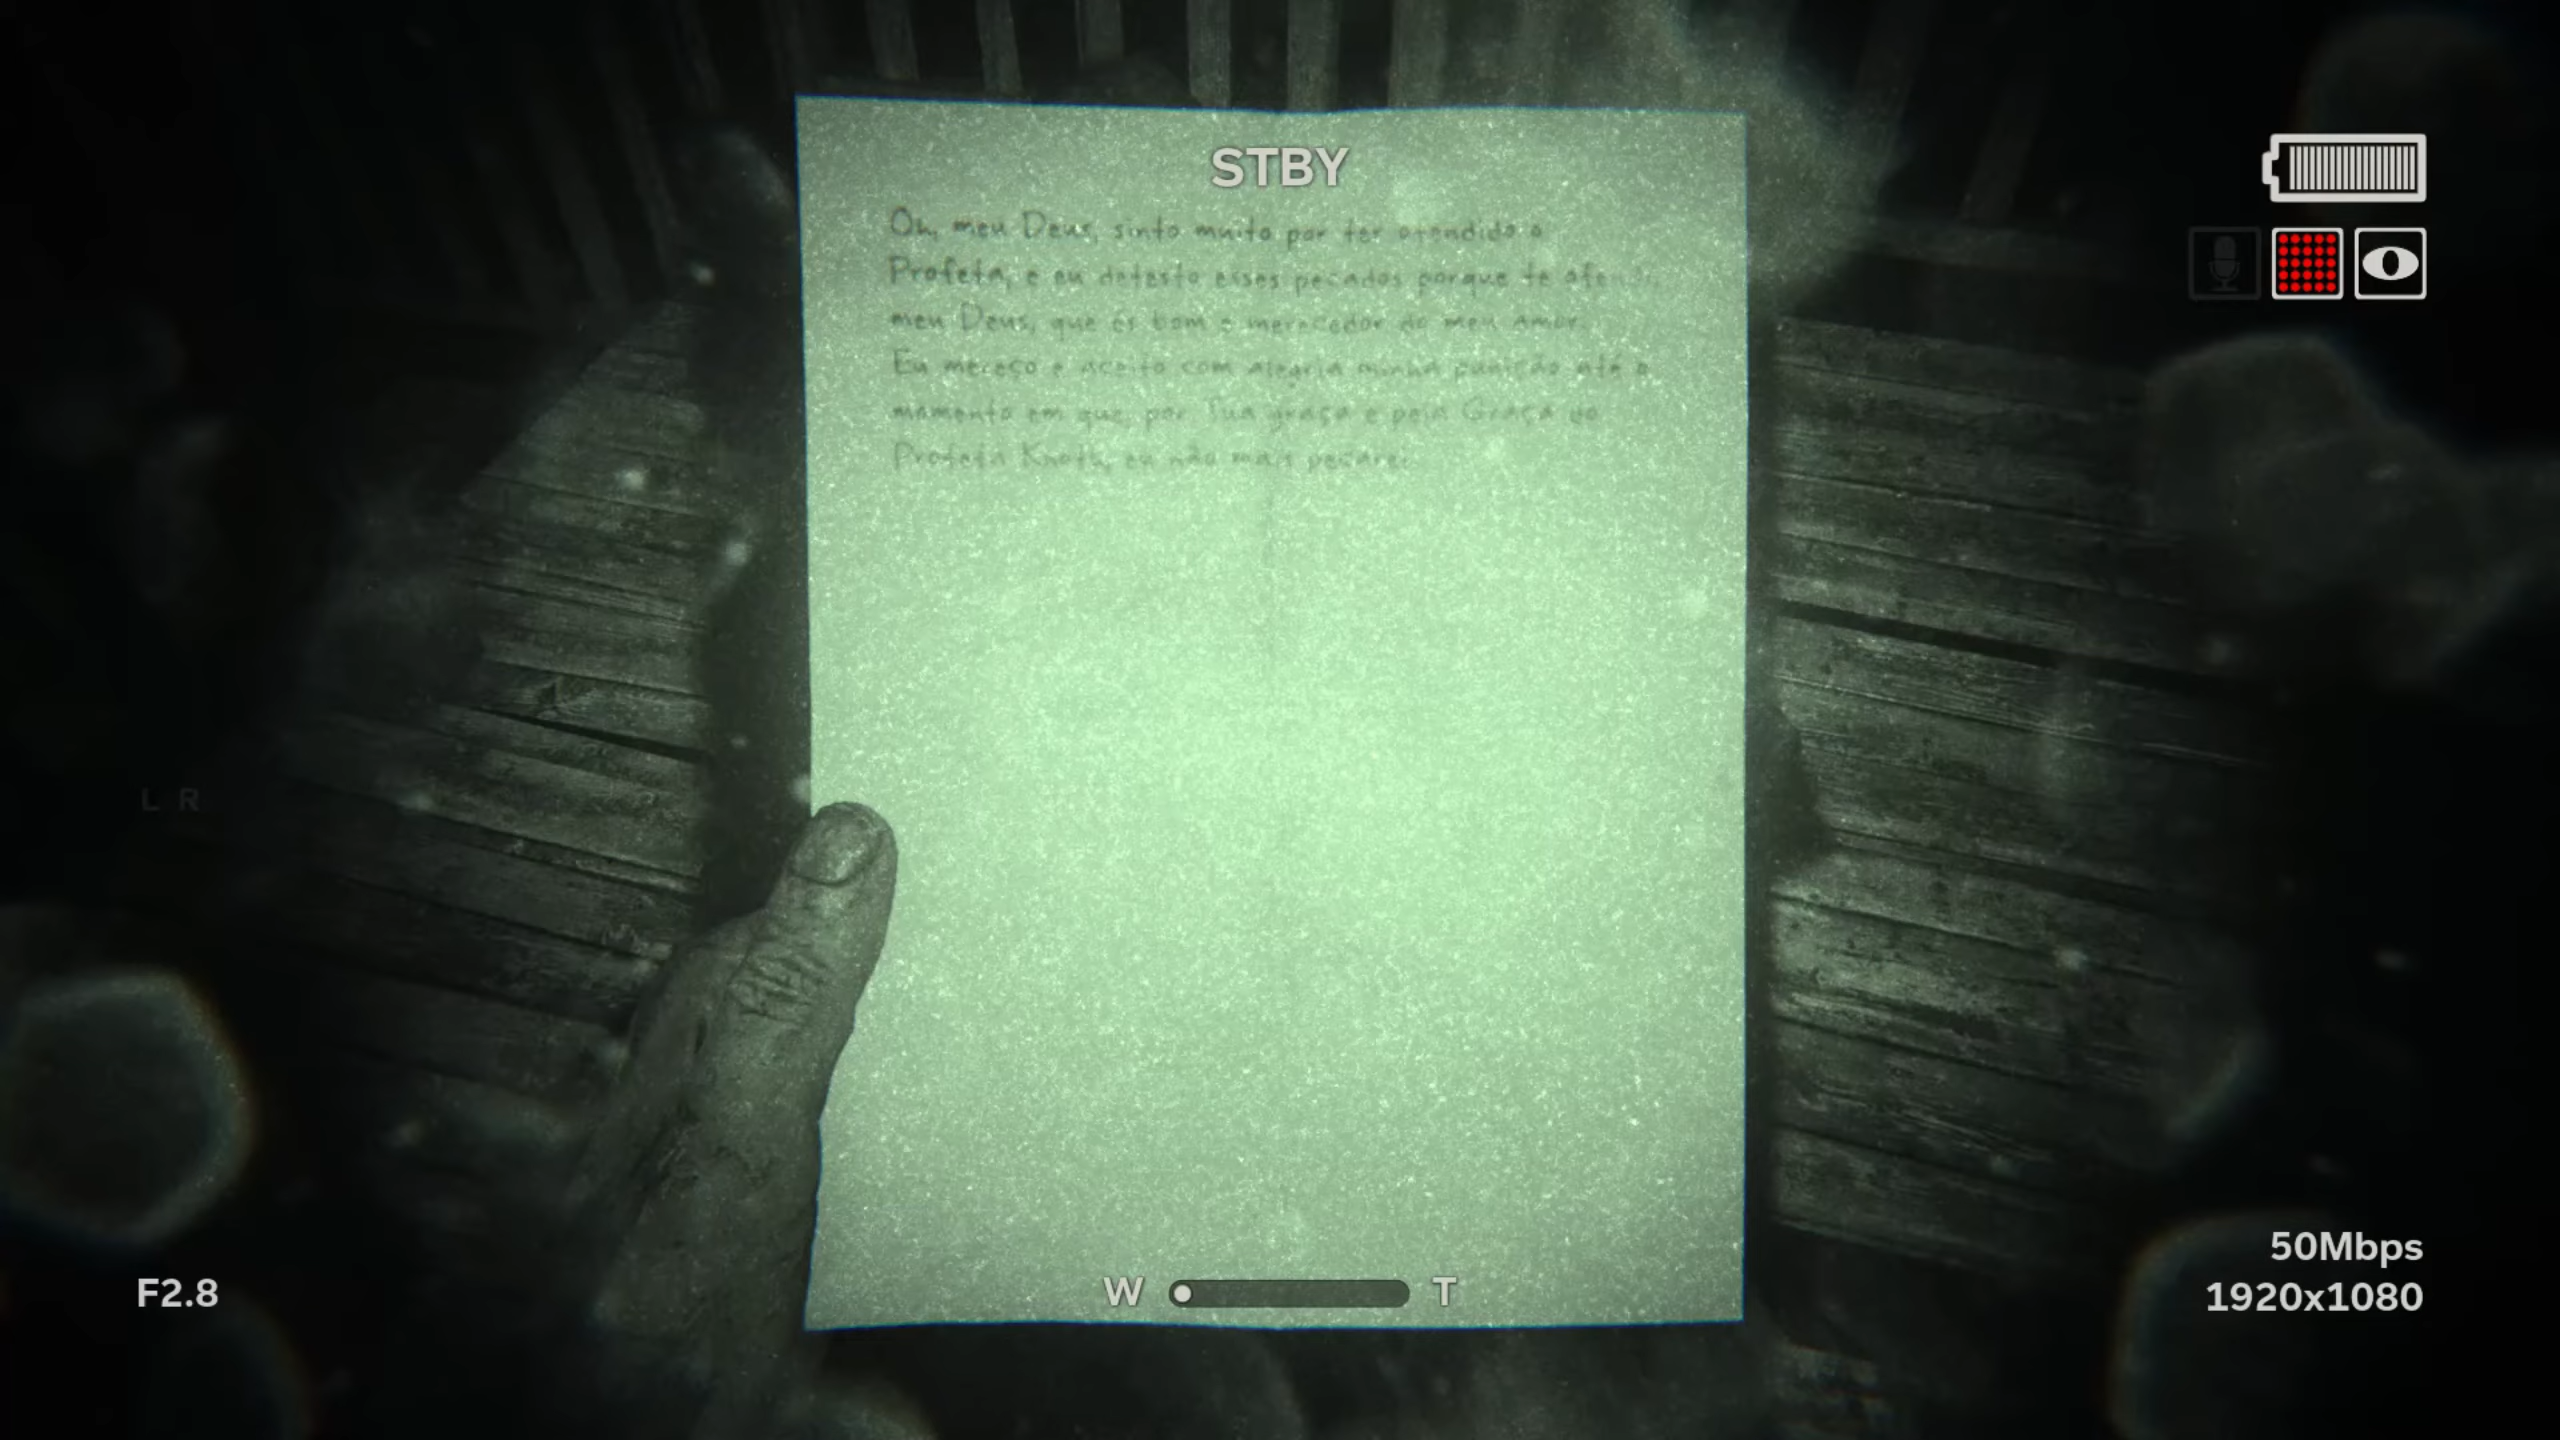 STBY
Oh, meu Deus, sinto muito por ter ofendido o
Profeta, e eu detesto esses pecados porque te
meu Deus, que és bom e merecedor do meu amor.
Eu mereço e aceito com alegria minha punição até o
momento em que, por Tua graça e pela Graça do
Profeta Knoth, eu não mais pecarei
L R
F2.8
W T
50Mbps
1920x1080